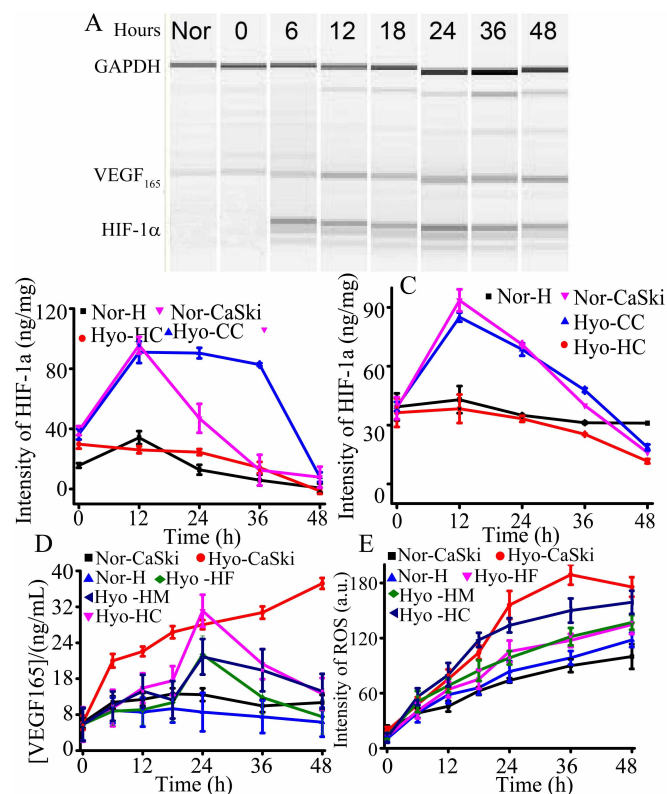 A Hours Nor 0 6 12 18 24 36 48
GAPDH
VEGF165
HIF-1α
Nor-H Nor-CaSki
Hyo-HC Hyo-CC
Intensity of HIF-1a (ng/mg)
120
80
40
0
0 12 24 36 48
Time (h)
C
Nor-H Nor-CaSki
Hyo-CC
Hyo-HC
Intensity of HIF-1a (ng/mg)
90
60
30
0
0 12 24 36 48
Time (h)
D
Nor-CaSki Hyo-CaSki
Nor-H Hyo -HF
Hyo -HM
Hyo-HC
[VEGF165]/(ng/mL)
40
32
24
16
8
0
0 12 24 36 48
Time (h)
E
Nor-CaSki Hyo-CaSki
Nor-H Hyo-HF
Hyo -HM
Hyo -HC
Intensity of ROS (a.u.)
180
120
60
0
0 12 24 36 48
Time (h)